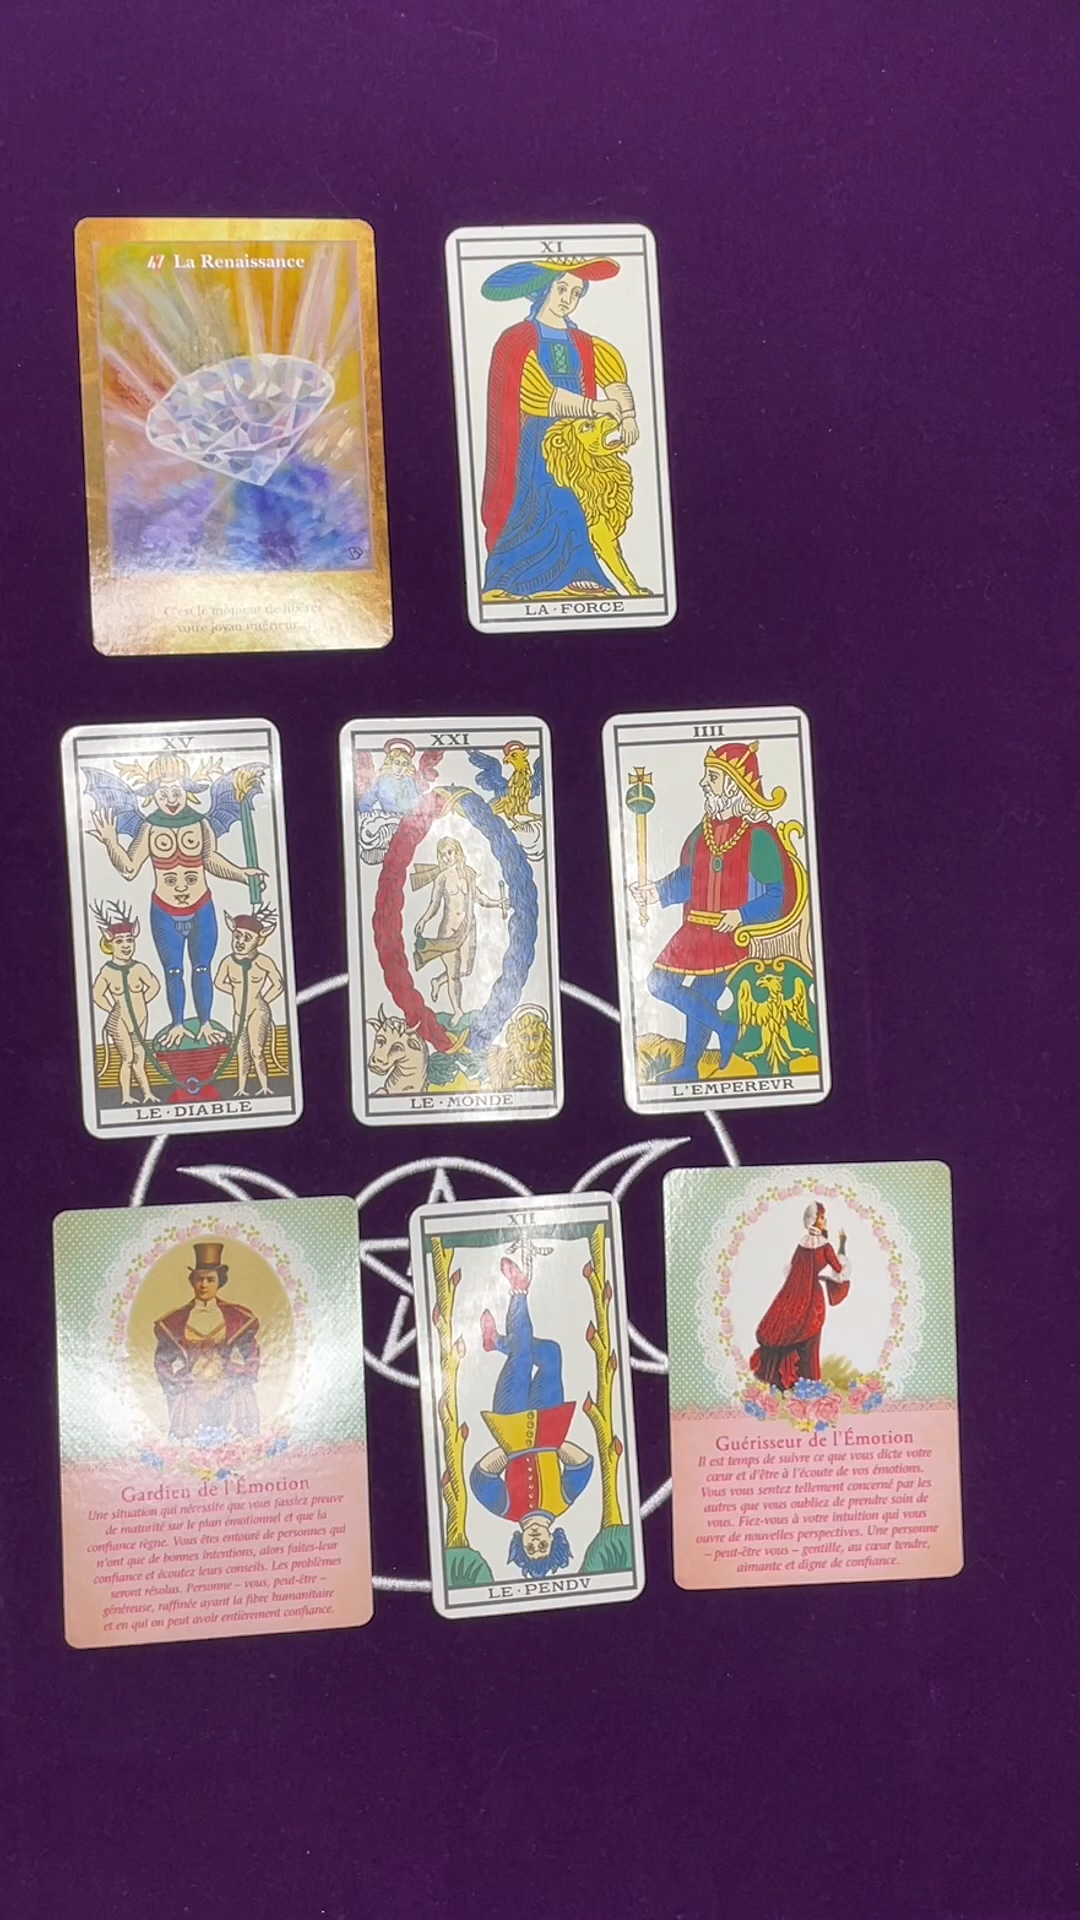 47 La Renaissance
C'est le moment de libérer
votre joyau intérieur...
XI
LA·FORCE
XV
LE·DIABLE
XXI
LE·MONDE
IIII
L'EMPEREVR
Gardien de l'Émotion
Une situation qui nécessite que vous fassiez preuve
de maturité sur le plan émotionnel et que la
confiance règne. Vous êtes entouré de personnes qui
n'ont que de bonnes intentions, alors faites-leur
confiance et écoutez leurs conseils. Les problèmes
seront résolus. Personne – vous, peut-être –
généreuse, raffinée ayant la fibre humanitaire
et en qui on peut avoir entièrement confiance.
XII
LE·PENDV
Guérisseur de l'Émotion
Il est temps de suivre ce que vous dicte votre
cœur et d'être à l'écoute de vos émotions.
Vous vous sentez tellement concerné par les
autres que vous oubliez de prendre soin de
vous. Fiez-vous à votre intuition qui vous
ouvre de nouvelles perspectives. Une personne
– peut-être vous – gentille, au cœur tendre,
aimante et digne de confiance.